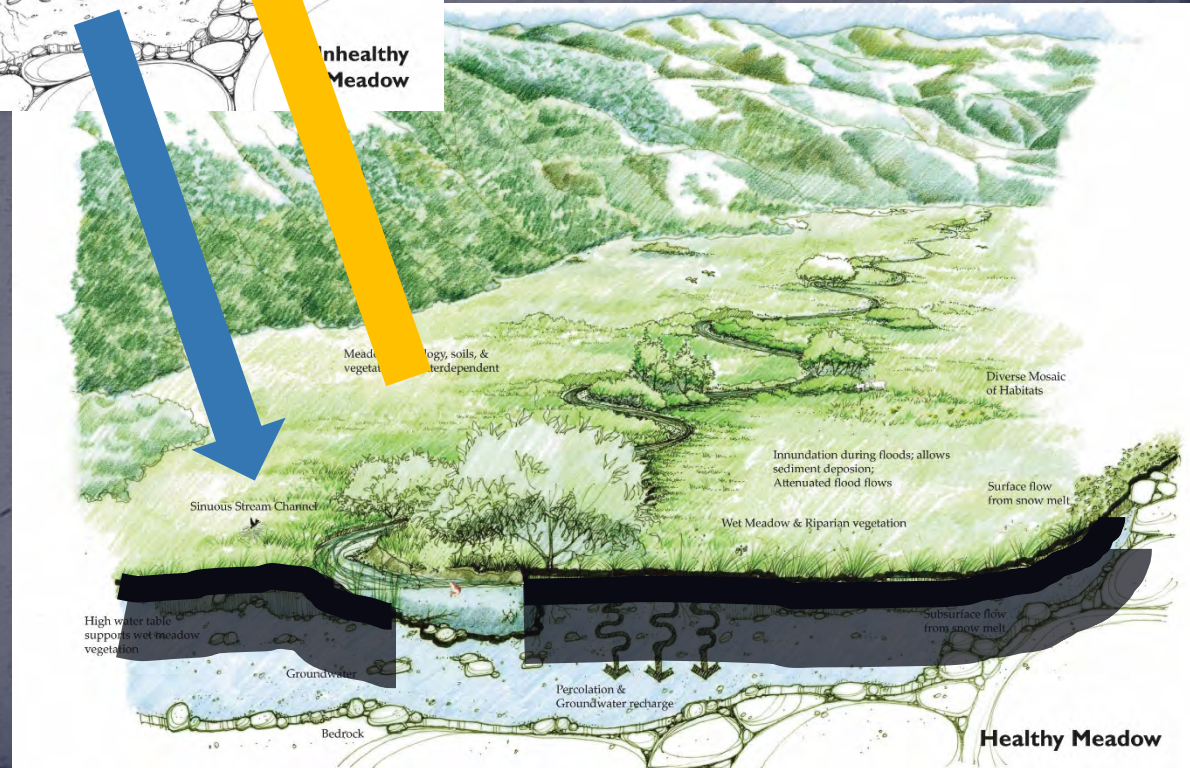 nhealthy
Meadow
Meado logy, soils, &
vegetat terdependent
Diverse Mosaic
of Habitats
Innundation during floods; allows
sediment deposion;
Attenuated flood flows
Surface flow
from snow melt
Sinuous Stream Channel
Wet Meadow & Riparian vegetation
High water table
supports wet meadow
vegetation
Subsurface flow
from snow melt
Groundwater
Percolation &
Groundwater recharge
Bedrock
Healthy Meadow